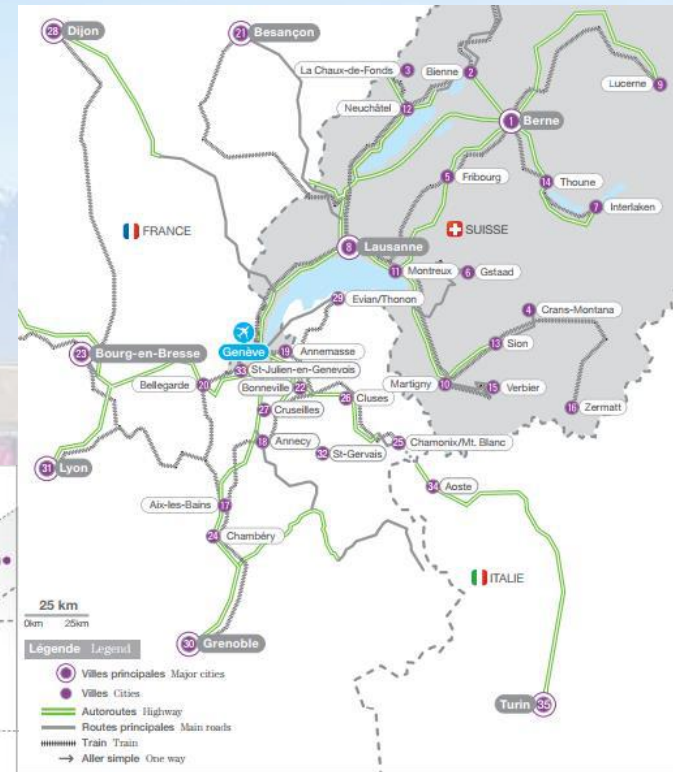 28 Dijon
21 Besançon
La Chaux-de-Fonds 3
Bienne 2
Lucerne 9
Neuchâtel 12
1 Berne
5 Fribourg
14 Thoune
7 Interlaken
FRANCE
8 Lausanne
SUISSE
11 Montreux
6 Gstaad
29
Evian/Thonon
4
Crans-Montana
Genève
19 Annemasse
13
Sion
23 Bourg-en-Bresse
33 St-Julien-en-Genevois
Bellegarde 20
Bonneville 22
Martigny 10
15 Verbier
26 Cluses
16 Zermatt
27 Cruseilles
18 Annecy
25 Chamonix/Mt. Blanc
32 St-Gervais
31 Lyon
34 Aoste
Aix-les-Bains 17
24 Chambéry
ITALIE
25 km
0km 25km
30 Grenoble
Légende Legend
Villes principales Major cities
Villes Cities
Autoroutes Highway
Routes principales Main roads
Train Train
Aller simple One way
Turin 35